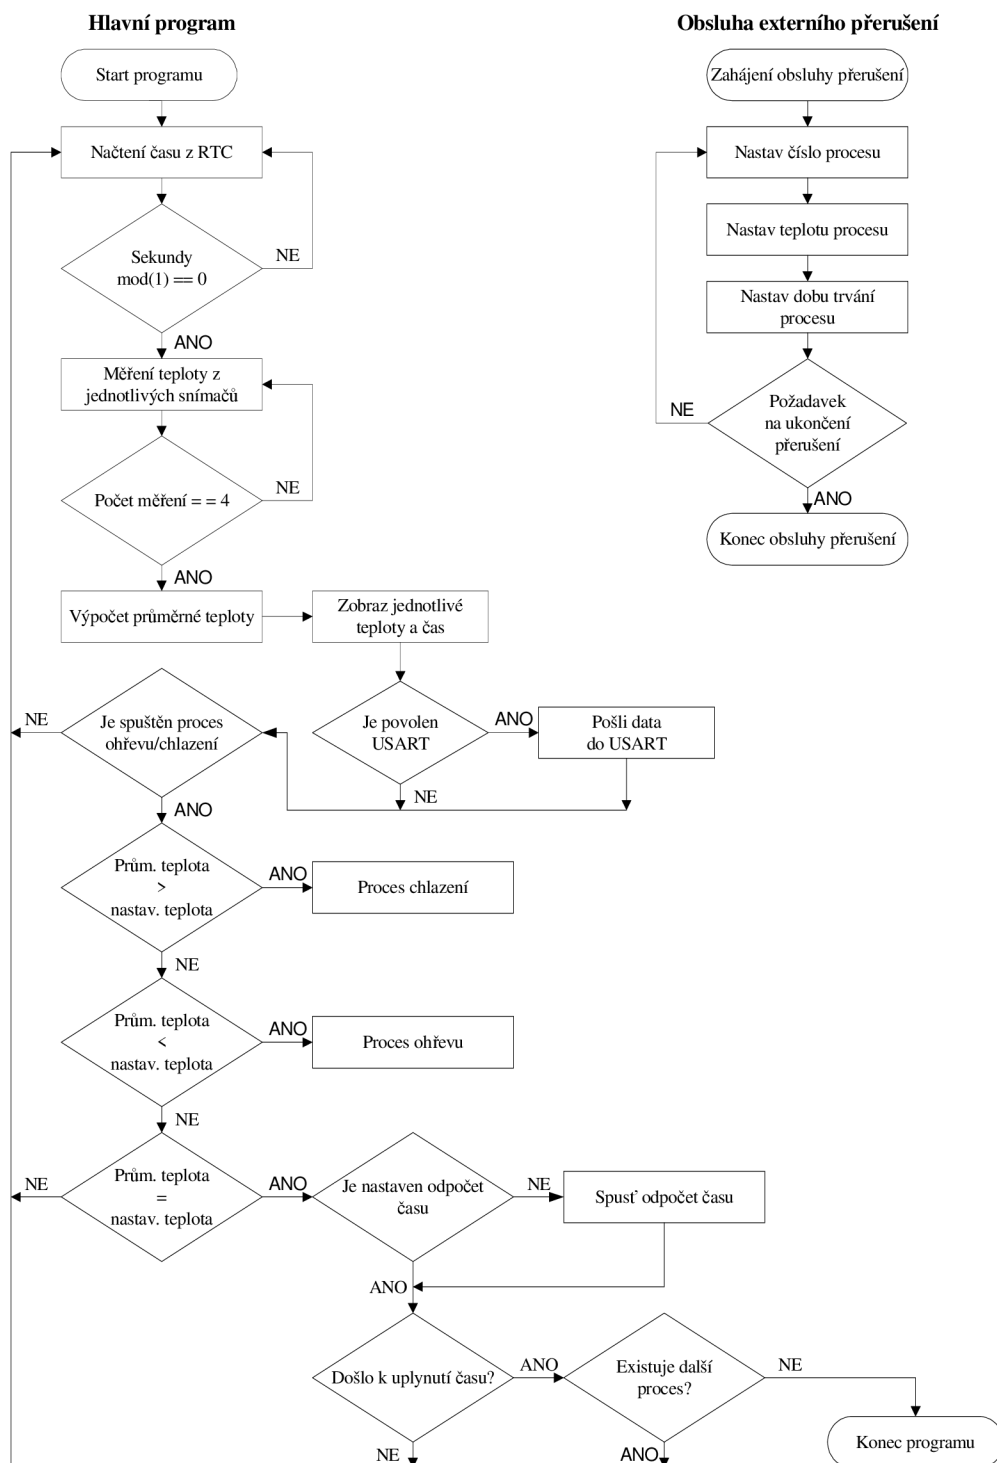 Hlavní program
Start programu
Načtení času z RTC
Sekundy
mod(1) == 0
NE
ANO
Měření teploty z
jednotlivých snímačů
Počet měření = = 4
NE
ANO
Výpočet průměrné teploty
Zobraz jednotlivé
teploty a čas
Je povolen
USART
ANO
Pošli data
do USART
NE
Je spuštěn proces
ohřevu/chlazení
NE
ANO
Prům. teplota
>
nastav. teplota
ANO
Proces chlazení
NE
Prům. teplota
<
nastav. teplota
ANO
Proces ohřevu
NE
Prům. teplota
=
nastav. teplota
NE
ANO
Je nastaven odpočet
času
NE
Spusť odpočet času
ANO
Došlo k uplynutí času?
ANO
Existuje další
proces?
NE
NE
ANO
Konec programu
Obsluha externího přerušení
Zahájení obsluhy přerušení
Nastav číslo procesu
Nastav teplotu procesu
Nastav dobu trvání
procesu
Požadavek
na ukončení
přerušení
NE
ANO
Konec obsluhy přerušení